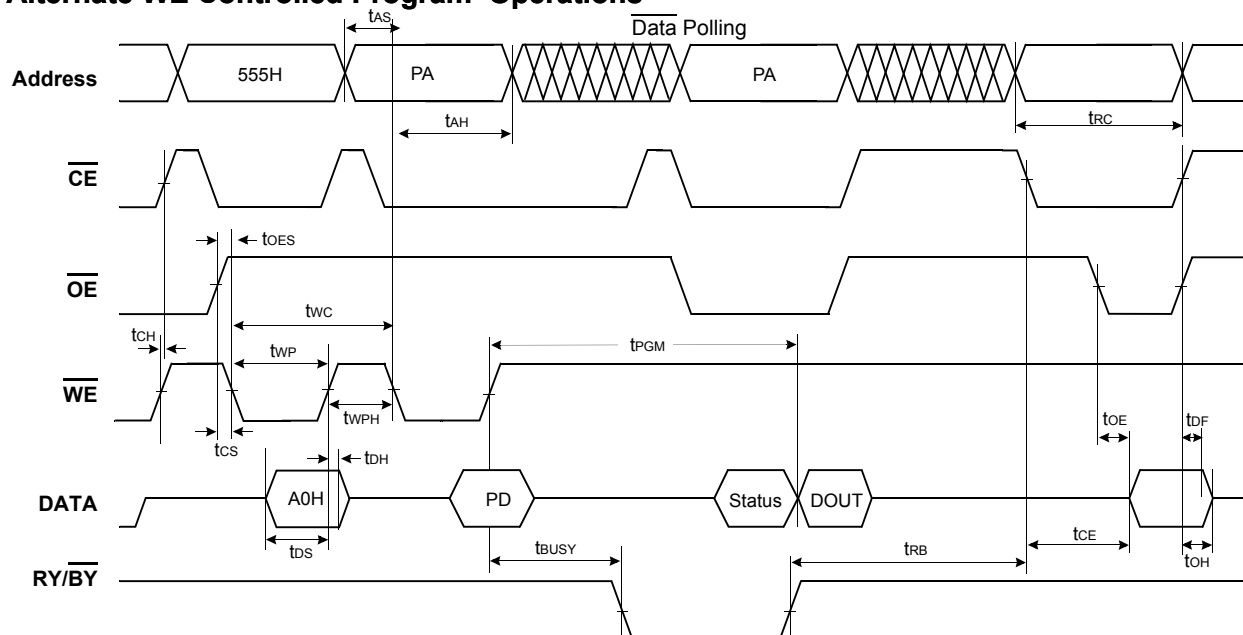 Alternate WE Controlled Program Operations
tAS
Data Polling
Address
555H
PA
PA
tAH
tRC
CE
tOES
OE
tWC
tCH
tWP
tPGM
WE
tWPH
tOE
tDF
tCS
tDH
DATA
A0H
PD
Status
DOUT
tDS
tBUSY
tRB
tCE
tOH
RY/BY